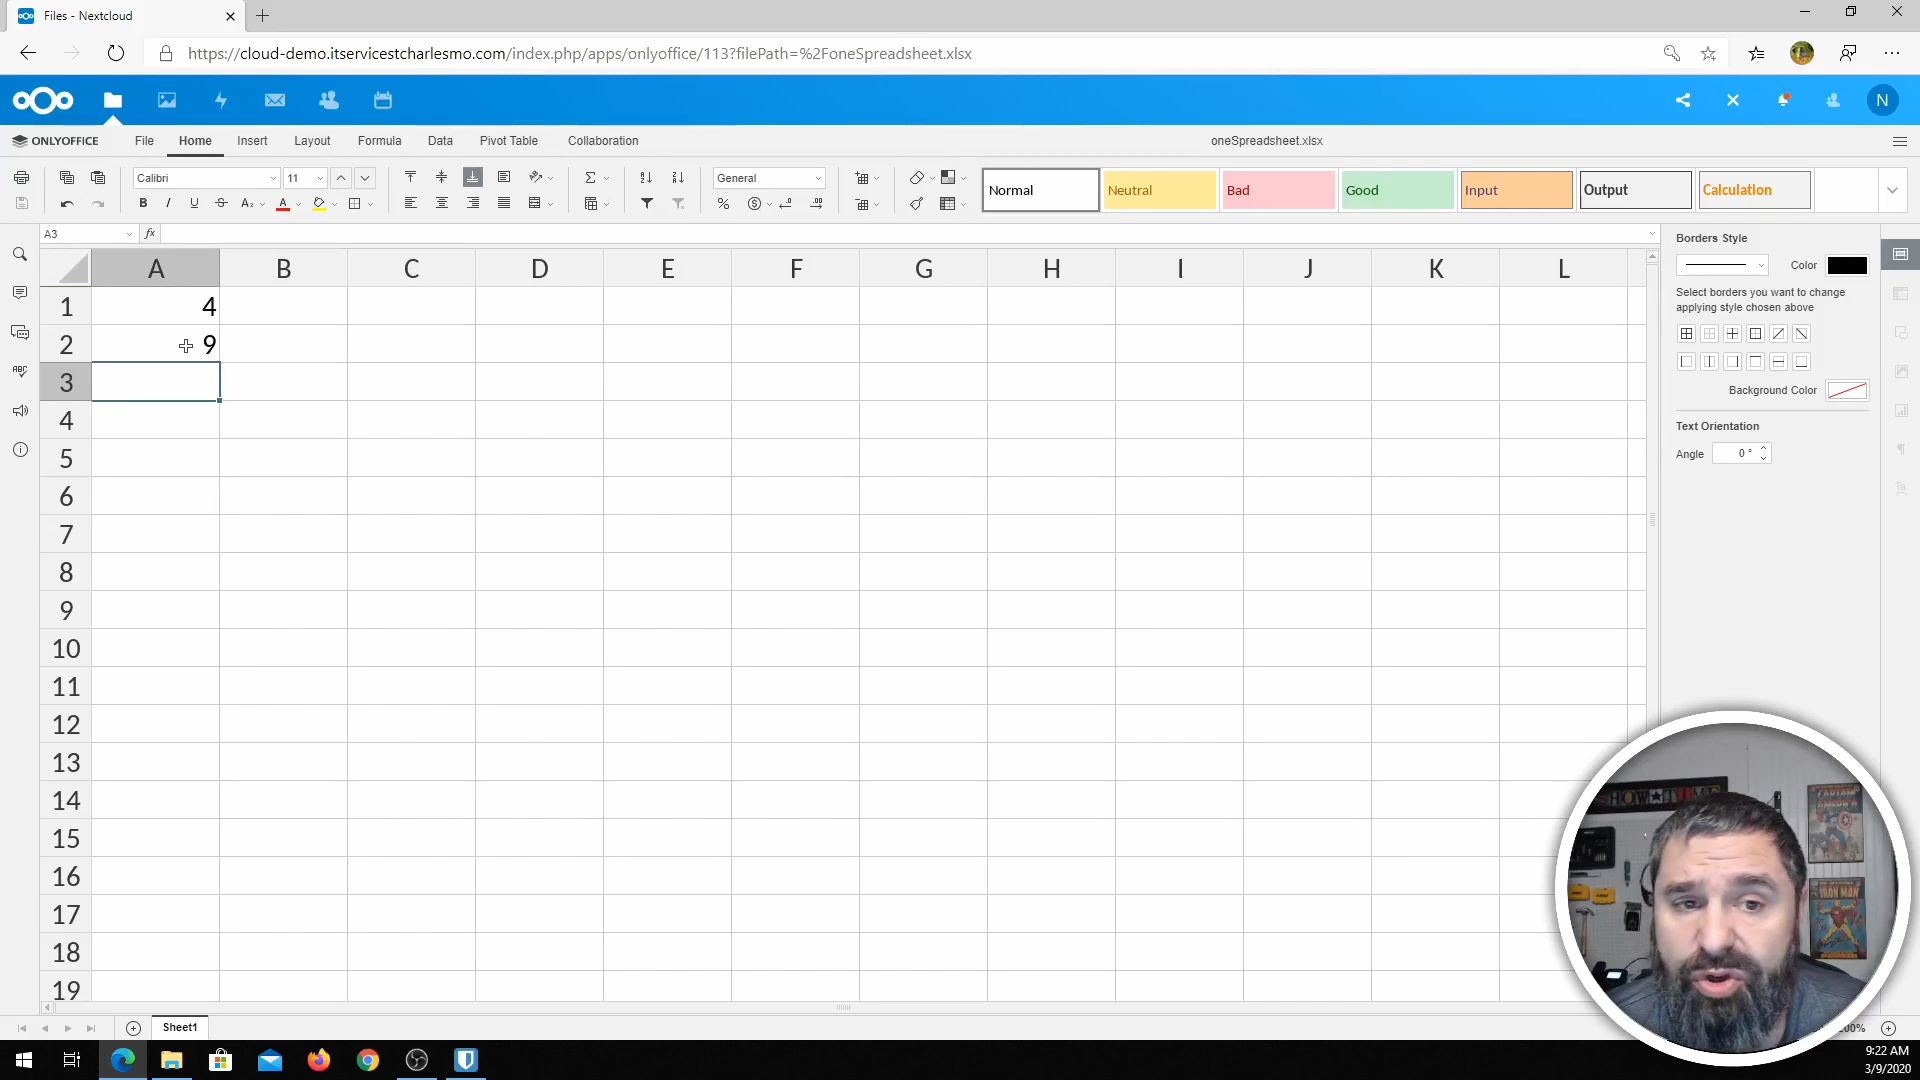 Files - Nextcloud
https://cloud-demo.itservicestcharlesmo.com/index.php/apps/onlyoffice/113?filePath=%2FoneSpreadsheet.xlsx
N
ONLYOFFICE File Home Insert Layout Formula Data Pivot Table Collaboration oneSpreadsheet.xlsx
Calibri 11 General
Normal Neutral Bad Good Input Output Calculation
A3 fx
Borders Style
Color
Select borders you want to change
applying style chosen above
Background Color
Text Orientation
Angle 0 °
A B C D E F G H I J K L
1 4
2 9
3
4
5
6
7
8
9
10
11
12
13
14
15
16
17
18
19
Sheet1
9:22 AM
3/9/2020